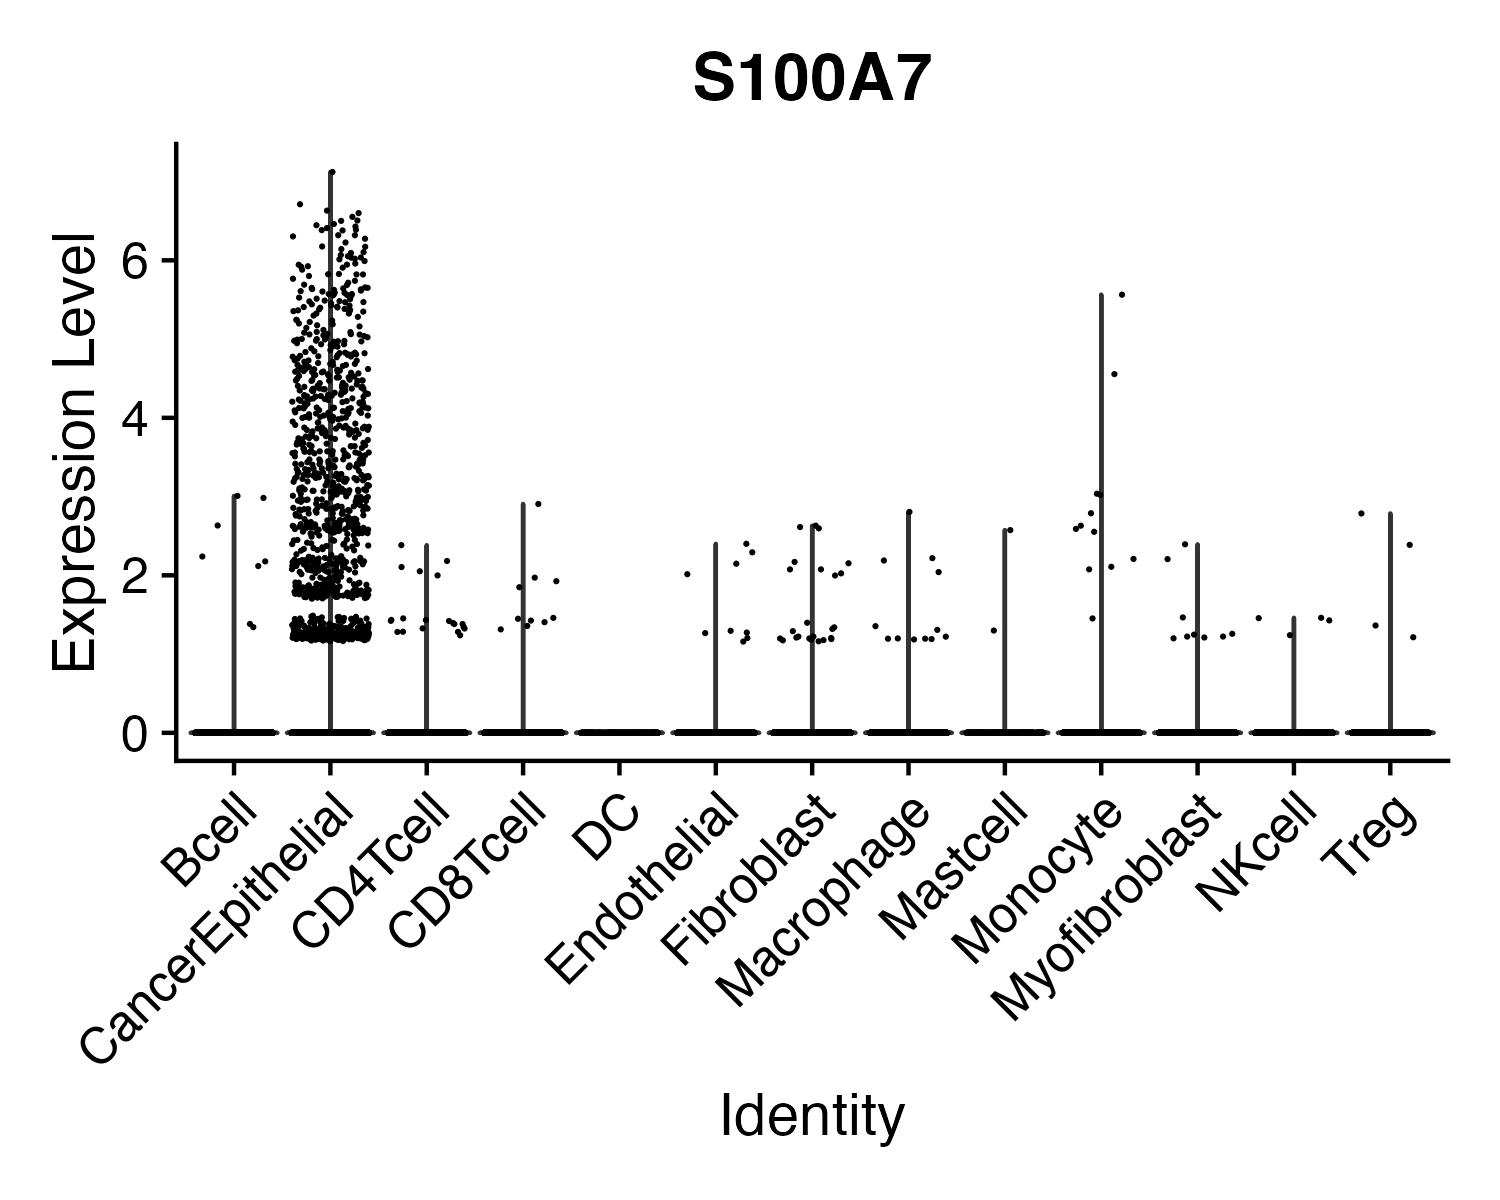 S100A7
Expression Level
6
4
2
0
Bcell
CancerEpithelial
CD4Tcell
CD8Tcell
DC
Endothelial
Fibroblast
Macrophage
Mastcell
Monocyte
Myofibroblast
NKcell
Treg
Identity